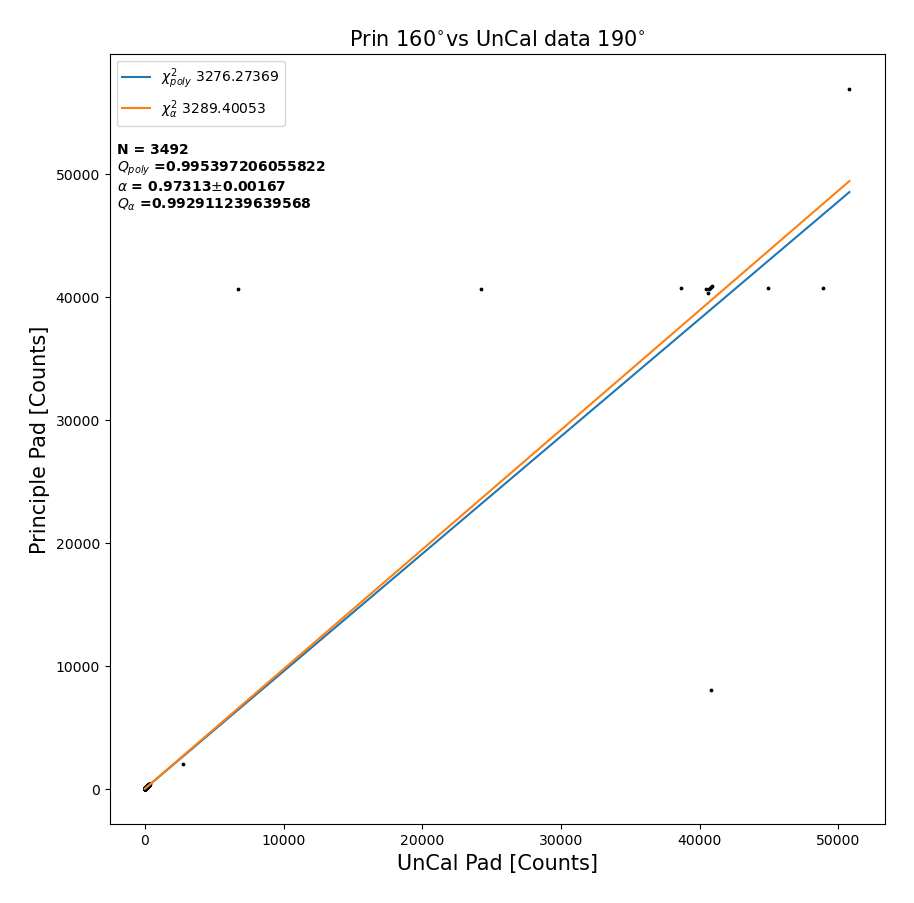 Prin 160°vs UnCal data 190°
χ²poly 3276.27369
χ²α 3289.40053
N = 3492
Qpoly =0.995397206055822
α = 0.97313±0.00167
Qα =0.992911239639568
Principle Pad [Counts]
50000
40000
30000
20000
10000
0
0 10000 20000 30000 40000 50000
UnCal Pad [Counts]